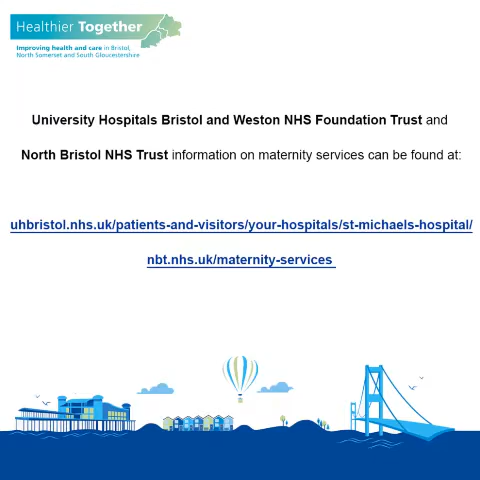 Healthier Together
Improving health and care in Bristol,
North Somerset and South Gloucestershire
University Hospitals Bristol and Weston NHS Foundation Trust and
North Bristol NHS Trust information on maternity services can be found at:
uhbristol.nhs.uk/patients-and-visitors/your-hospitals/st-michaels-hospital/
nbt.nhs.uk/maternity-services